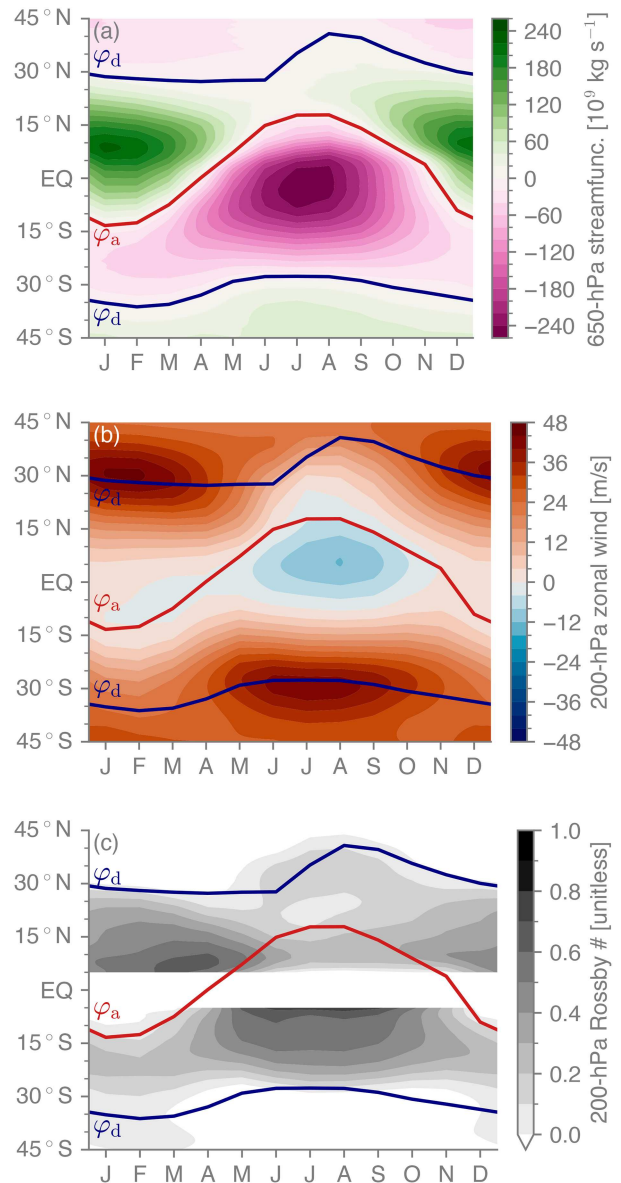 (a)
45°N
30°N
15°N
EQ
15°S
30°S
45°S
φd
φa
φd
J F M A M J J A S O N D
240
180
120
60
0
−60
−120
−180
−240
650-hPa streamfunc. [10⁹ kg s⁻¹]
(b)
45°N
30°N
15°N
EQ
15°S
30°S
45°S
φd
φa
φd
J F M A M J J A S O N D
48
36
24
12
0
−12
−24
−36
−48
200-hPa zonal wind [m/s]
(c)
45°N
30°N
15°N
EQ
15°S
30°S
45°S
φd
φa
φd
J F M A M J J A S O N D
1.0
0.8
0.6
0.4
0.2
0.0
200-hPa Rossby # [unitless]